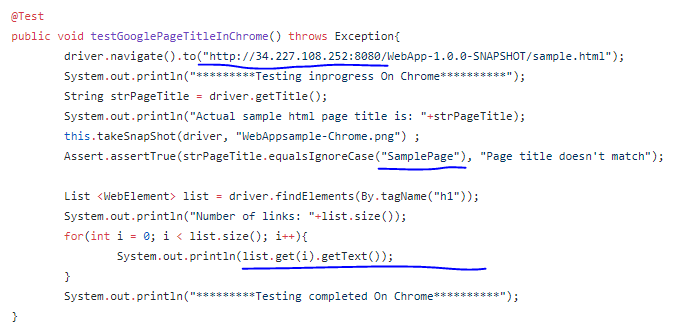 @Test
public void testGooglePageTitleInChrome() throws Exception{
driver.navigate().to("http://34.227.108.252:8080/WebApp-1.0.0-SNAPSHOT/sample.html");
System.out.println("*********Testing inprogress On Chrome**********");
String strPageTitle = driver.getTitle();
System.out.println("Actual sample html page title is: "+strPageTitle);
this.takeSnapShot(driver, "WebAppsample-Chrome.png") ;
Assert.assertTrue(strPageTitle.equalsIgnoreCase("SamplePage"), "Page title doesn't match");
List <WebElement> list = driver.findElements(By.tagName("h1"));
System.out.println("Number of links: "+list.size());
for(int i = 0; i < list.size(); i++){
System.out.println(list.get(i).getText());
}
System.out.println("*********Testing completed On Chrome**********");
}